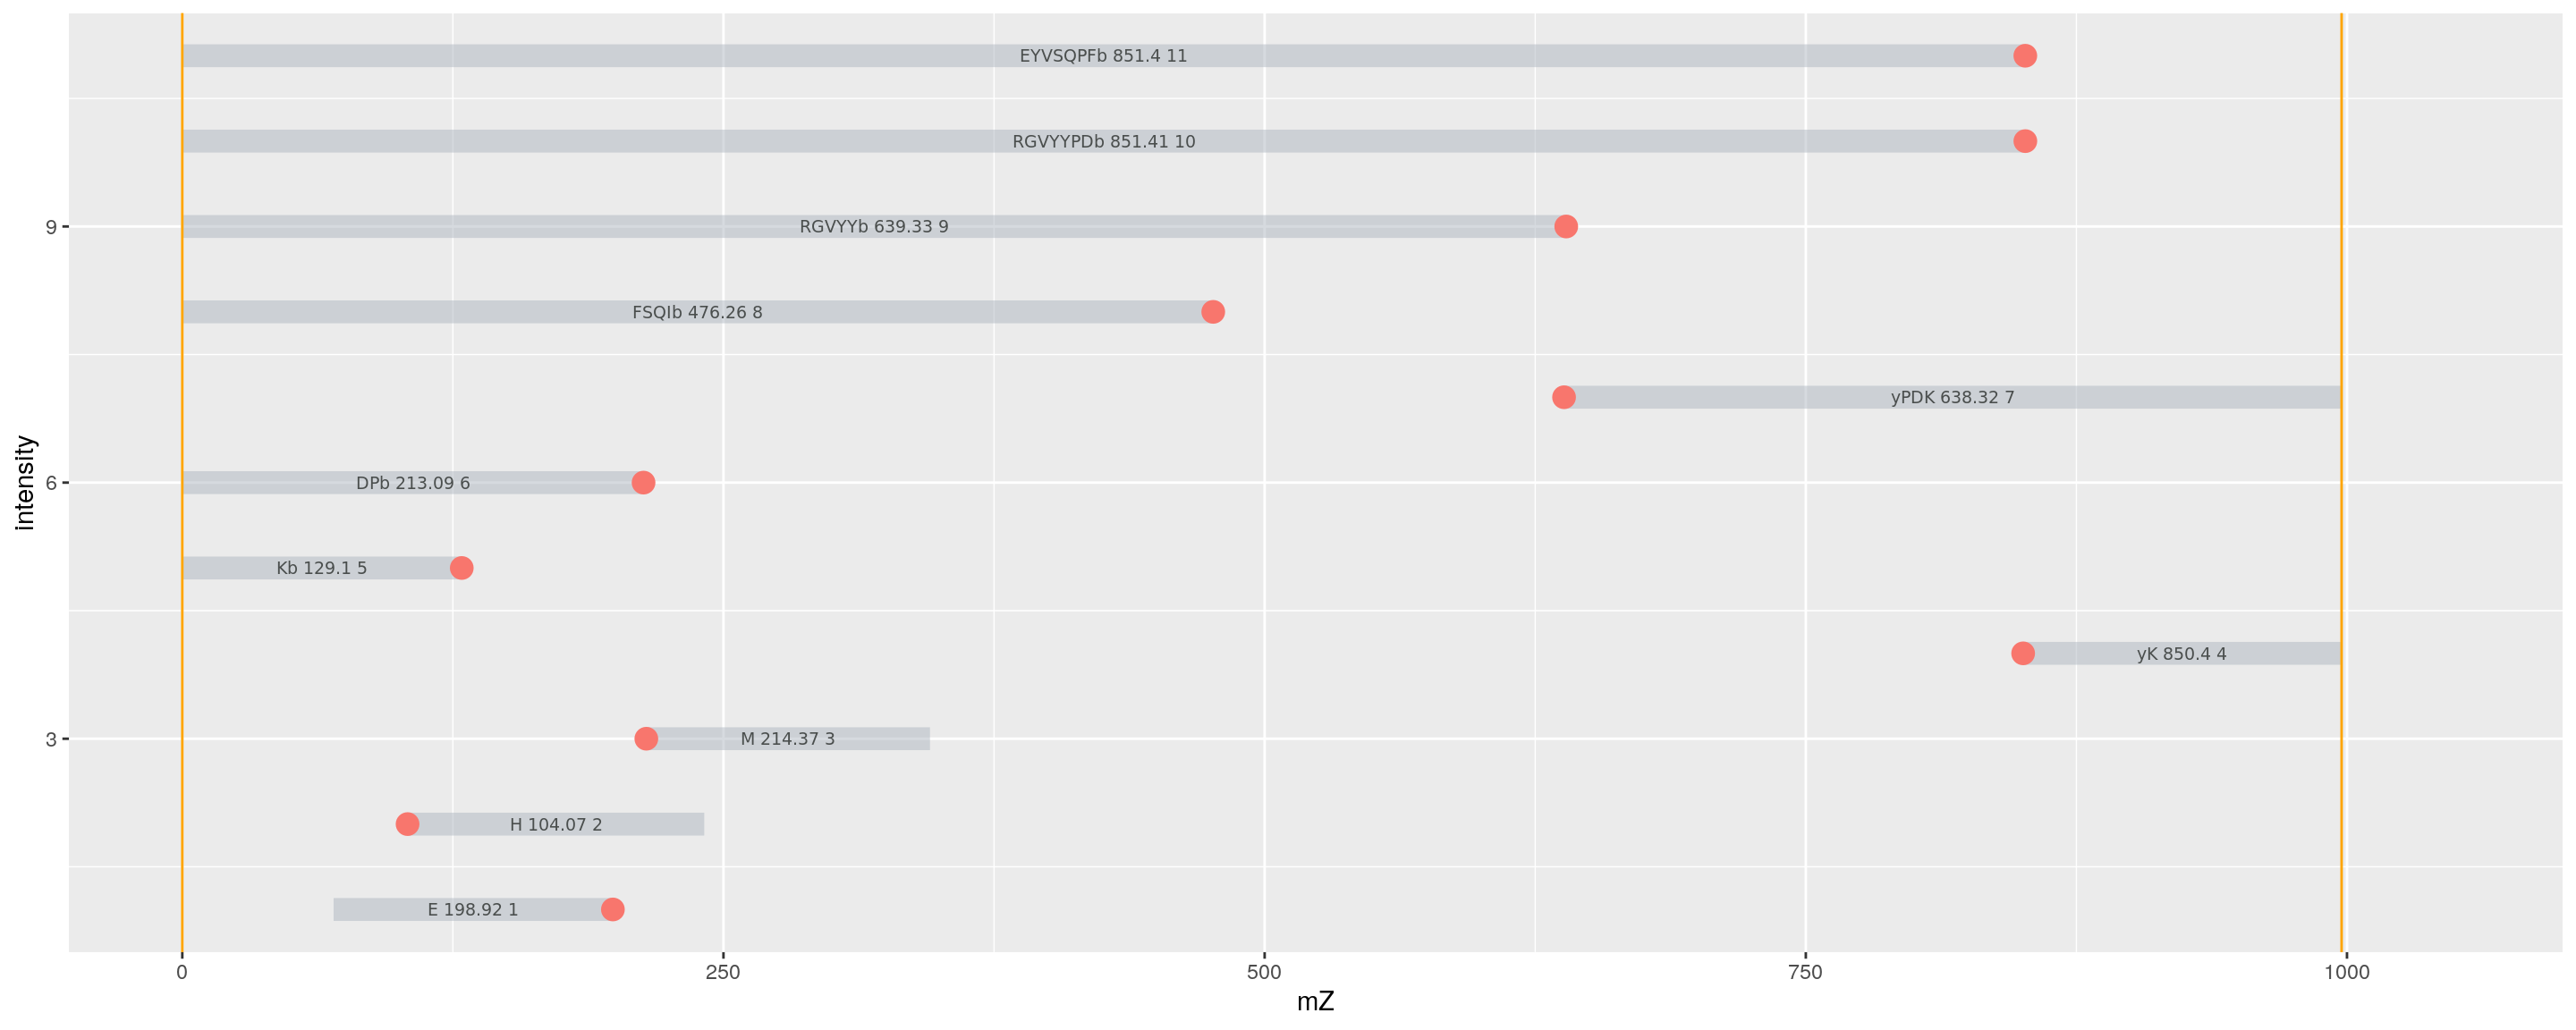 EYVSQPFb 851.4 11
RGVYYPDb 851.41 10
9
RGVYYb 639.33 9
FSQIb 476.26 8
yPDK 638.32 7
intensity
6
DPb 213.09 6
Kb 129.1 5
yK 850.4 4
3
M 214.37 3
H 104.07 2
E 198.92 1
0 250 500 750 1000
mZ